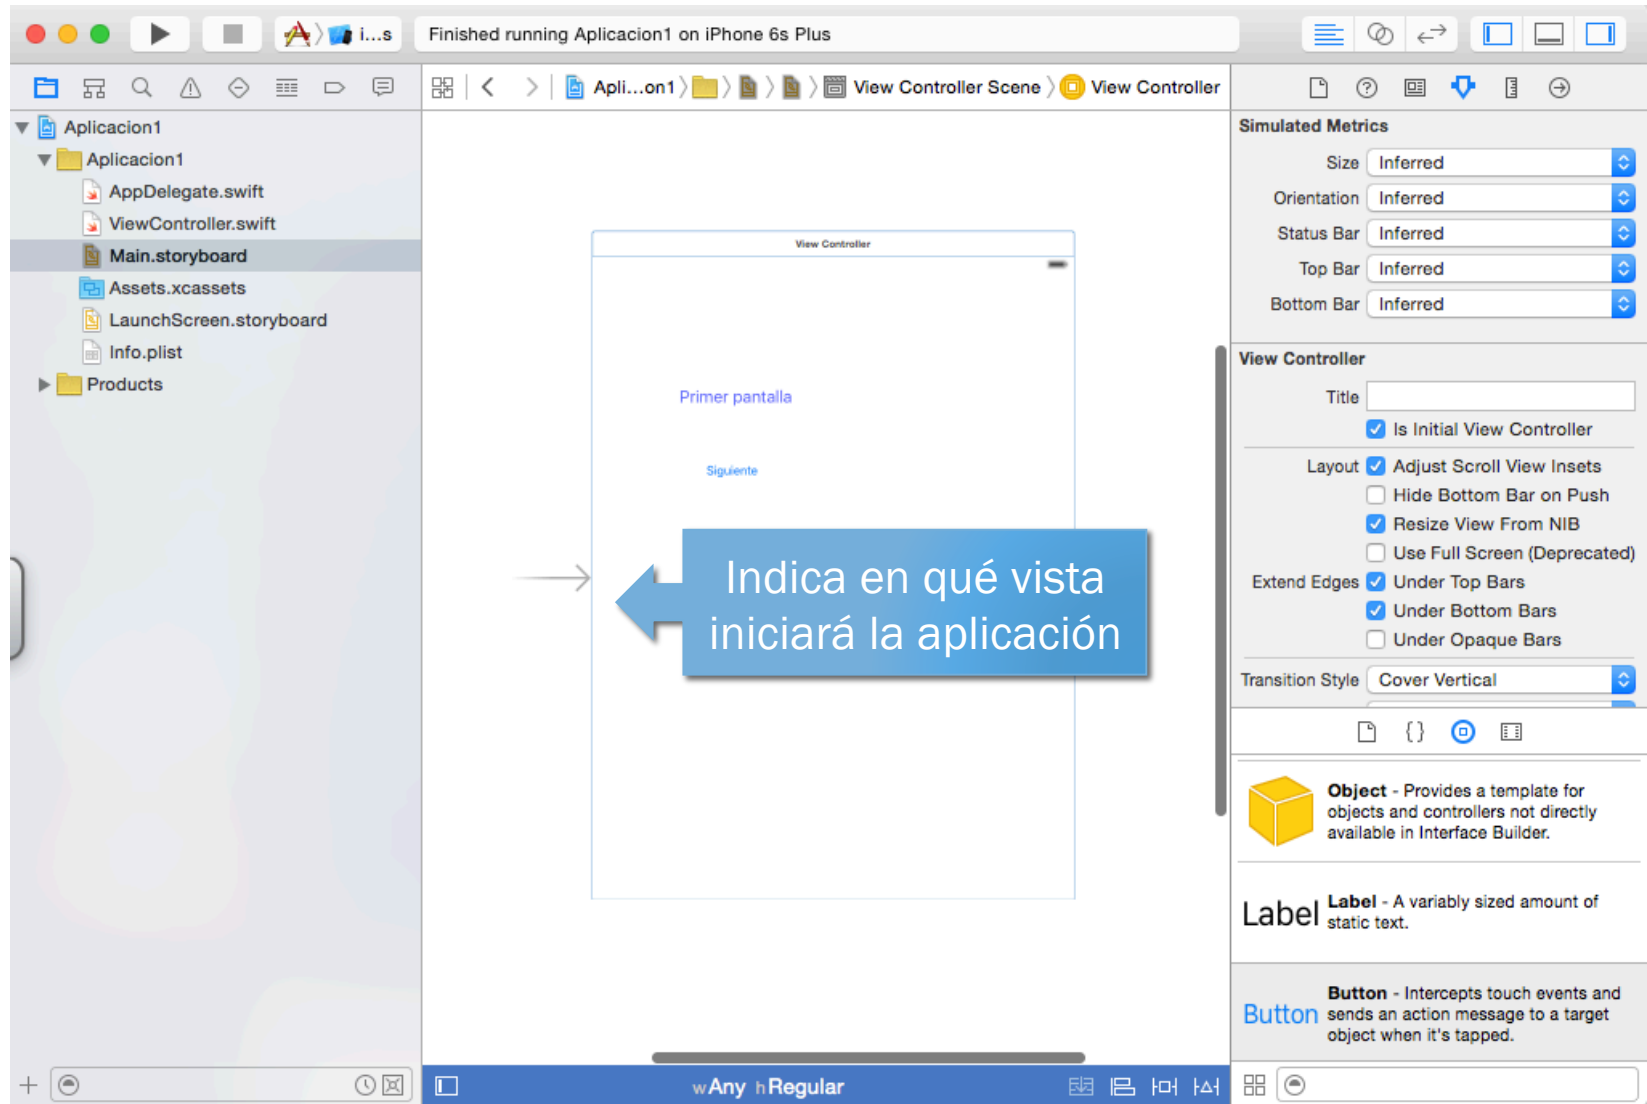 i...s
Finished running Aplicacion1 on iPhone 6s Plus
Apli...on1
View Controller Scene
View Controller
Aplicacion1
Aplicacion1
AppDelegate.swift
ViewController.swift
Main.storyboard
Assets.xcassets
LaunchScreen.storyboard
Info.plist
Products
View Controller
Primer pantalla
Siguiente
Indica en qué vista
iniciará la aplicación
wAny hRegular
Simulated Metrics
Size Inferred
Orientation Inferred
Status Bar Inferred
Top Bar Inferred
Bottom Bar Inferred
View Controller
Title
Is Initial View Controller
Layout Adjust Scroll View Insets
Hide Bottom Bar on Push
Resize View From NIB
Use Full Screen (Deprecated)
Extend Edges Under Top Bars
Under Bottom Bars
Under Opaque Bars
Transition Style Cover Vertical
Object - Provides a template for
objects and controllers not directly
available in Interface Builder.
Label
Label - A variably sized amount of
static text.
Button
Button - Intercepts touch events and
sends an action message to a target
object when it's tapped.